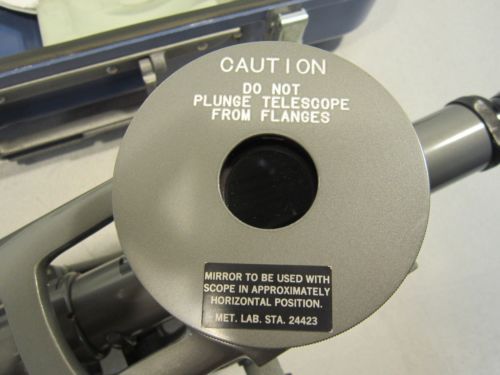 CAUTION
DO NOT
PLUNGE TELESCOPE
FROM FLANGES
MIRROR TO BE USED WITH
SCOPE IN APPROXIMATELY
HORIZONTAL POSITION.
MET. LAB. STA. 24423